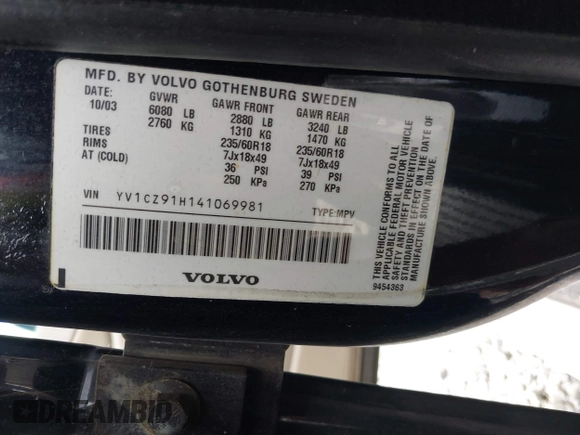 MFD. BY VOLVO GOTHENBURG SWEDEN
DATE: GVWR GAWR FRONT GAWR REAR
10/03 6080 LB 2880 LB 3240 LB
2760 KG 1310 KG 1470 KG
TIRES 235/60R18 235/60R18
RIMS 7Jx18x49 7Jx18x49
AT (COLD) 36 PSI 39 PSI
250 KPa 270 KPa
VIN YV1CZ91H141069981 TYPE:MPV
VOLVO
THIS VEHICLE CONFORMS TO ALL
APPLICABLE FEDERAL MOTOR VEHICLE
SAFETY AND THEFT PREVENTION
STANDARDS IN EFFECT ON THE DATE OF
MANUFACTURE SHOWN ABOVE.
9454363
DREAMBID